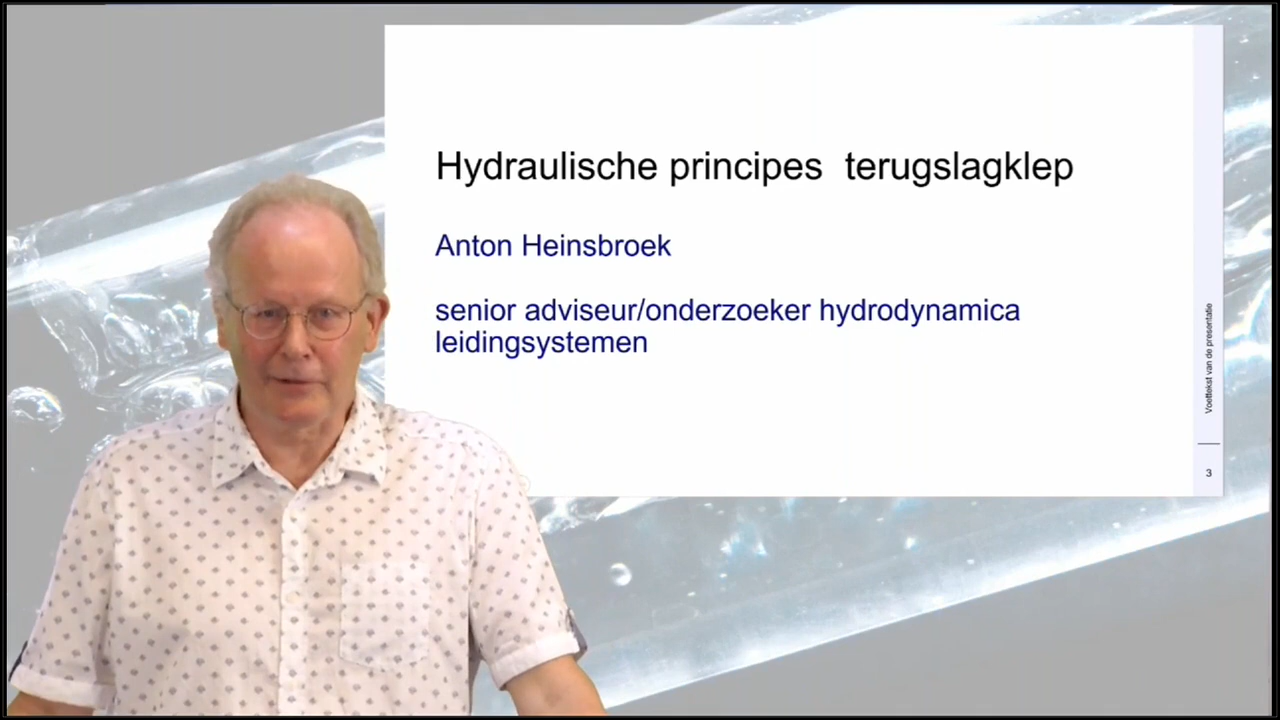 Hydraulische principes  terugslagklep
Anton Heinsbroek
senior adviseur/onderzoeker hydrodynamica
leidingsystemen
Voettekst van de presentatie
3